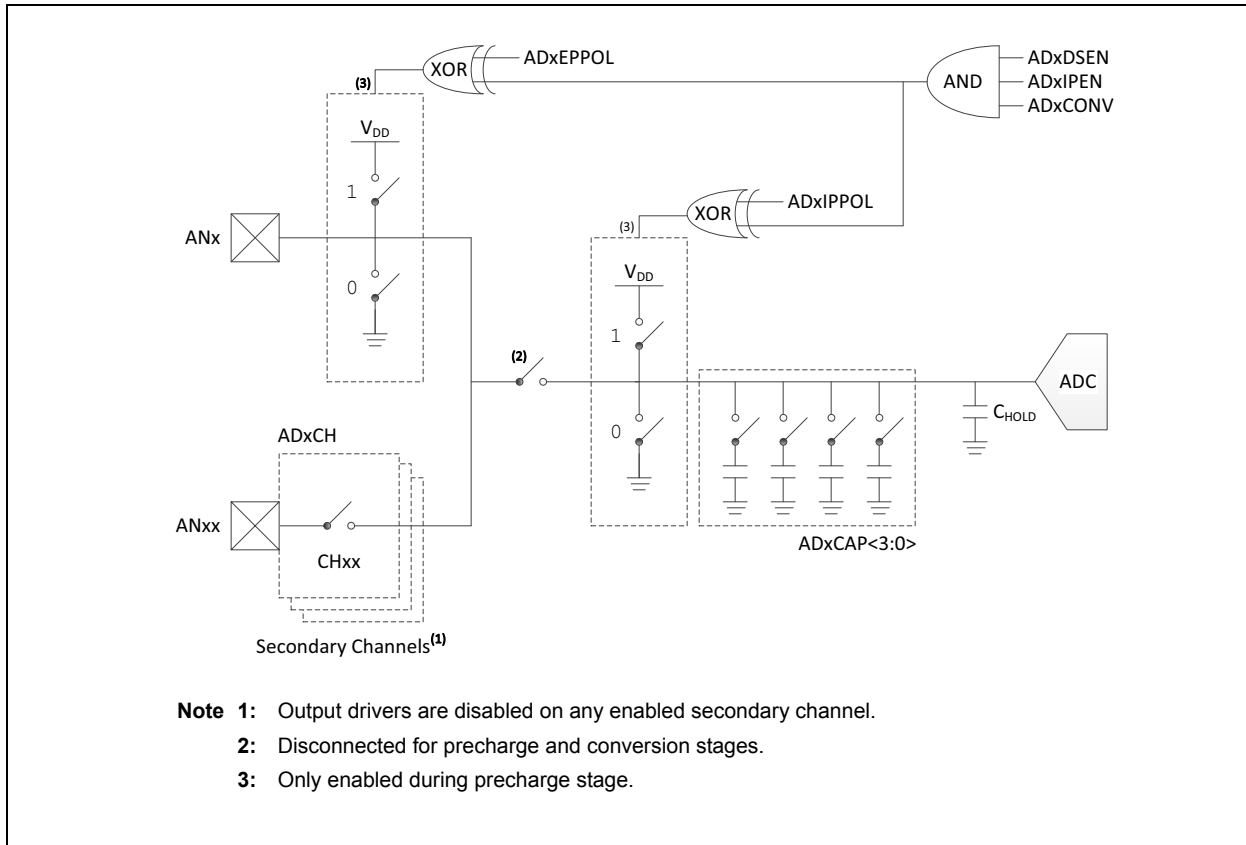 XOR
ADxEPPOL
AND
ADxDSEN
ADxIPEN
ADxCONV
(3)
VDD
1
0
ANx
XOR
ADxIPPOL
(3)
VDD
1
0
(2)
ADC
CHOLD
ADxCAP<3:0>
ADxCH
ANxx
CHxx
Secondary Channels(1)
Note 1: Output drivers are disabled on any enabled secondary channel.
2: Disconnected for precharge and conversion stages.
3: Only enabled during precharge stage.